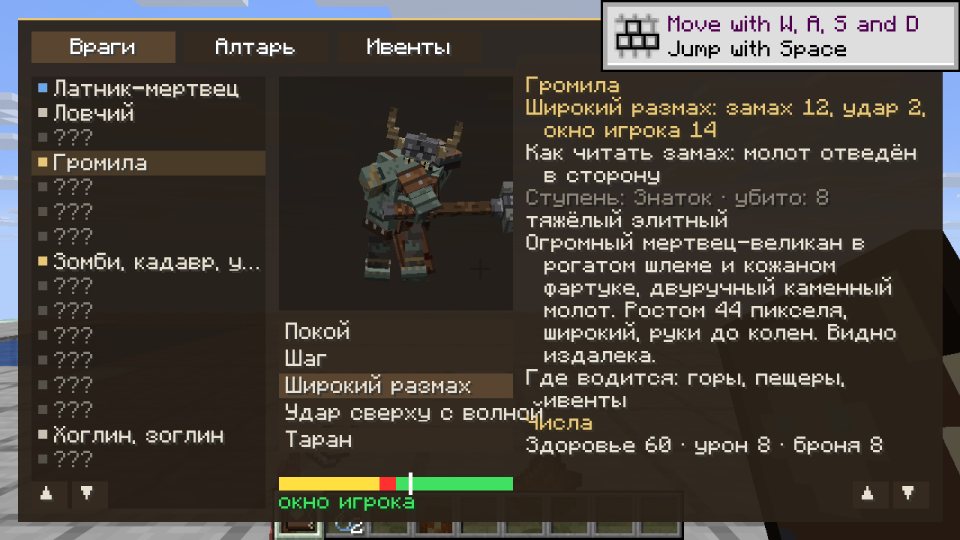 Враги
Алтарь
Ивенты
Move with W, A, S and D
Jump with Space
Латник-мертвец
Ловчий
???
Громила
???
???
???
Зомби, кадавр, у...
???
???
???
???
???
???
Хоглин, зоглин
???
Покой
Шаг
Широкий размах
Удар сверху с волной
Таран
окно игрока
Громила
Широкий размах: замах 12, удар 2,
окно игрока 14
Как читать замах: молот отведён
в сторону
Ступень: Знаток · убито: 8
тяжёлый элитный
Огромный мертвец-великан в
рогатом шлеме и кожаном
фартуке, двуручный каменный
молот. Ростом 44 пикселя,
широкий, руки до колен. Видно
издалека.
Где водится: горы, пещеры,
ивенты
Числа
Здоровье 60 · урон 8 · броня 8
2